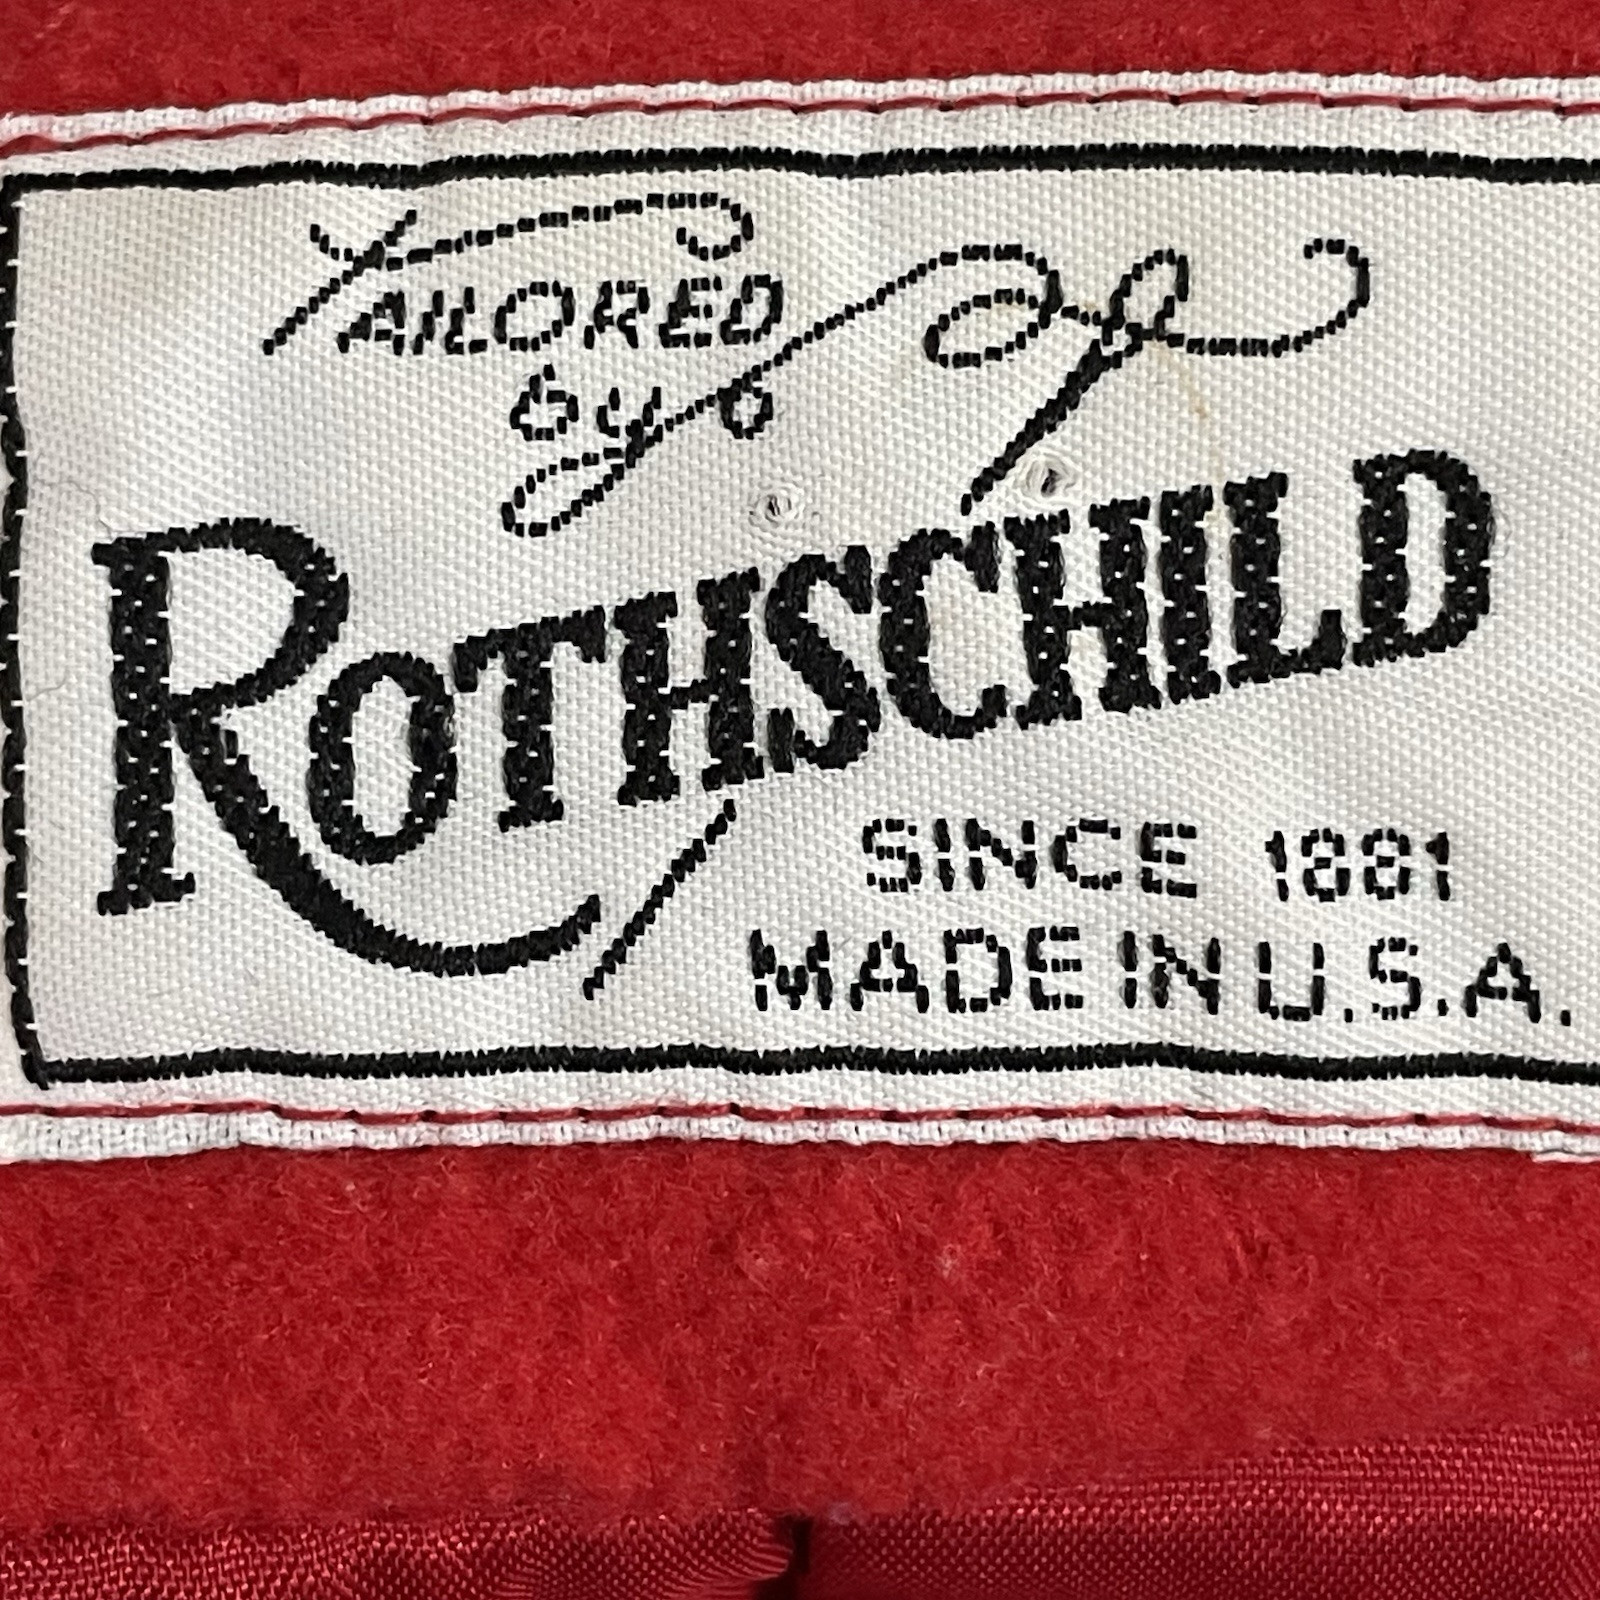 TAILORED
by
ROTHSCHILD
SINCE 1881
MADE IN U.S.A.